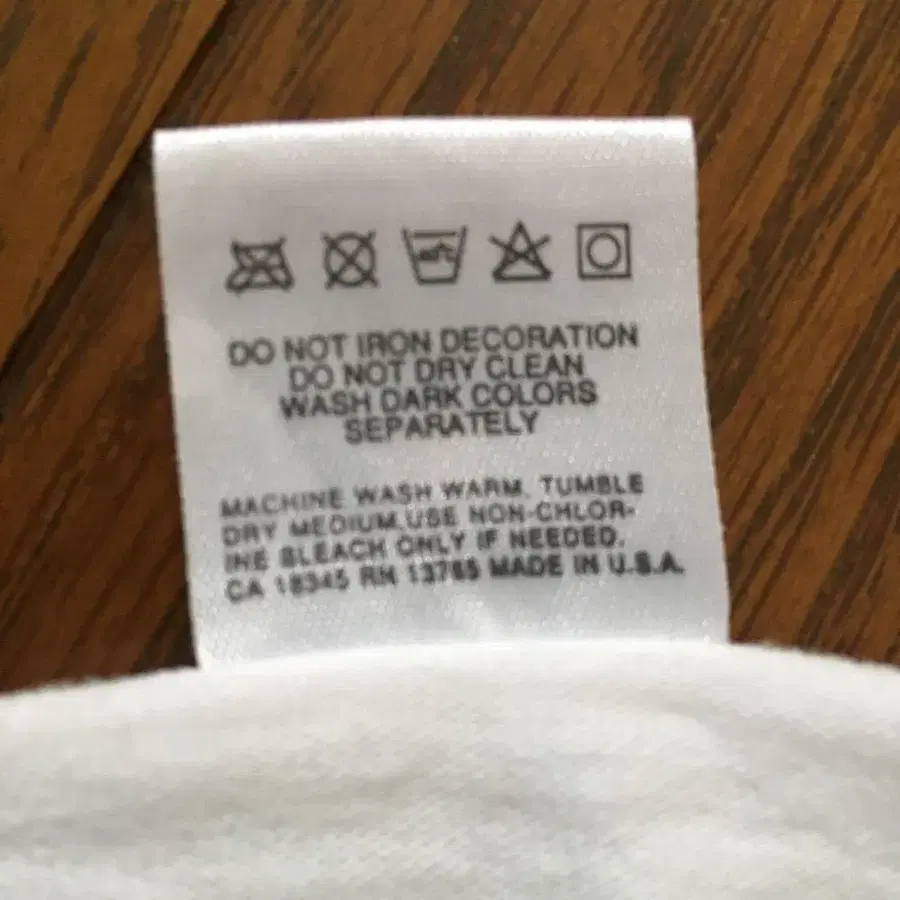 40°C
DO NOT IRON DECORATION
DO NOT DRY CLEAN
WASH DARK COLORS
SEPARATELY
MACHINE WASH WARM, TUMBLE
DRY MEDIUM,USE NON-CHLOR-
INE BLEACH ONLY IF NEEDED.
CA 18345 RN 13765 MADE IN U.S.A.